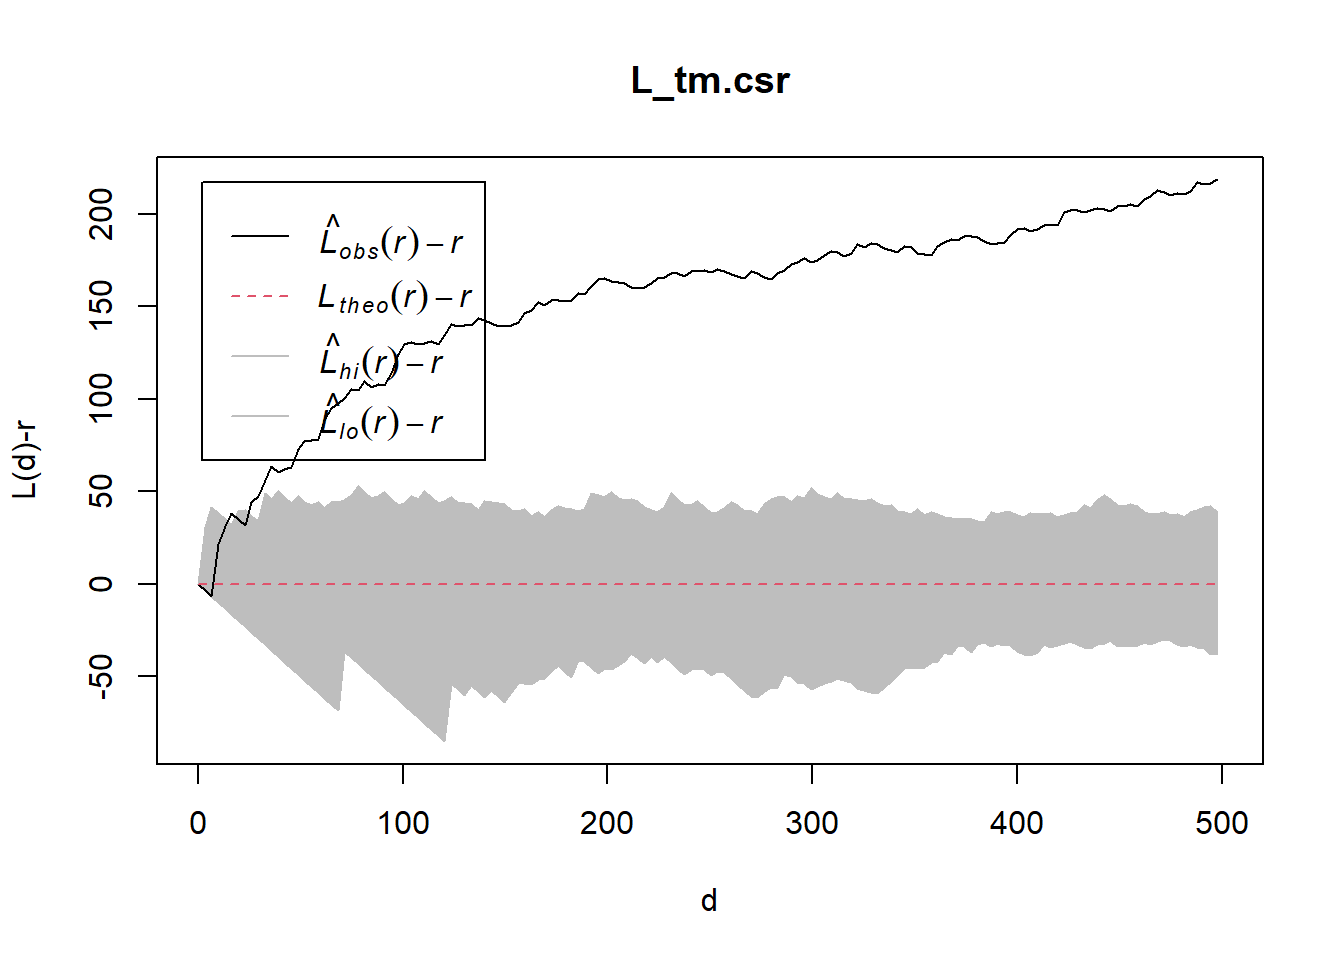 L_tm.csr
L̂obs(r) − r
Ltheo(r) − r
L̂hi(r) − r
L̂lo(r) − r
L(d)-r
200
150
100
50
0
-50
0 100 200 300 400 500
d